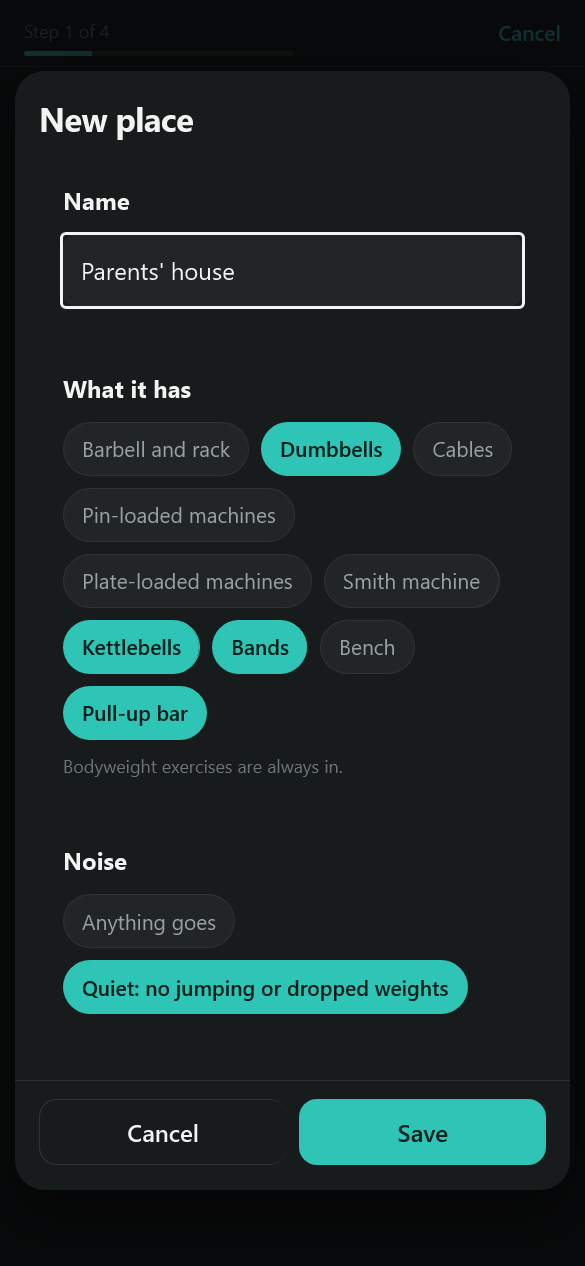 Step 1 of 4
Cancel
New place
Name
Parents' house
What it has
Barbell and rack
Dumbbells
Cables
Pin-loaded machines
Plate-loaded machines
Smith machine
Kettlebells
Bands
Bench
Pull-up bar
Bodyweight exercises are always in.
Noise
Anything goes
Quiet: no jumping or dropped weights
Cancel
Save